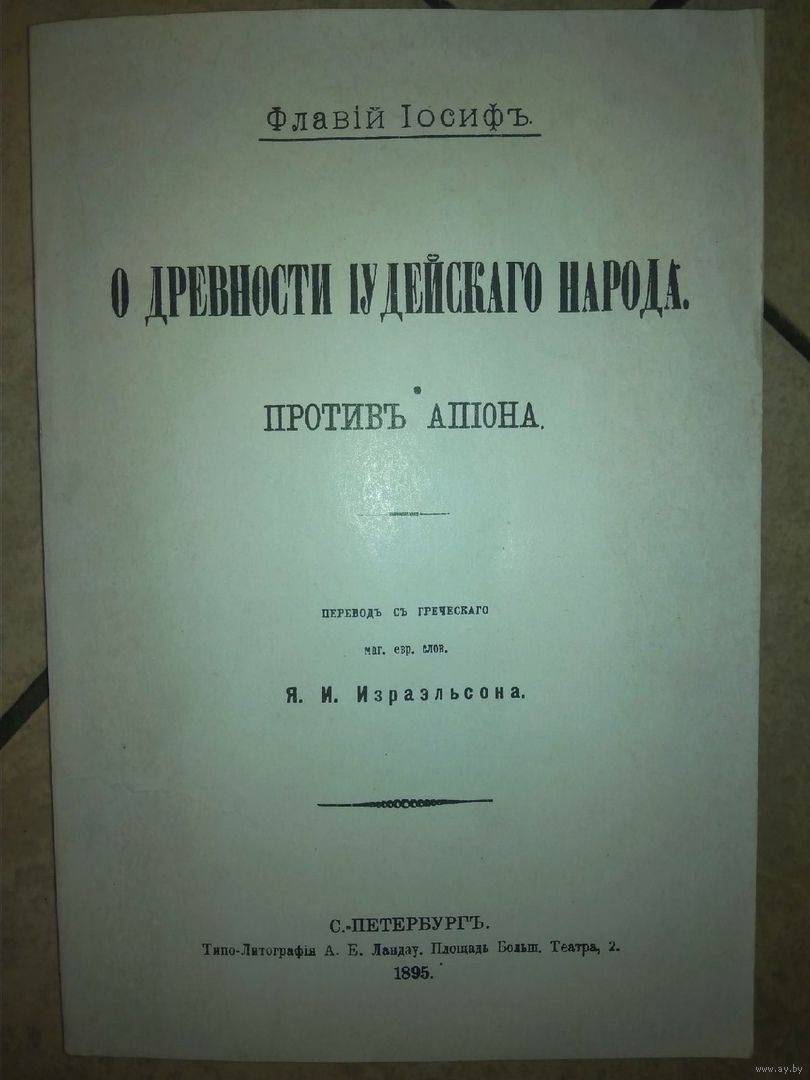 Флавій Іосифъ.
О ДРЕВНОСТИ ІУДЕЙСКАГО НАРОДА.
ПРОТИВЪ АПІОНА.
ПЕРЕВОДЪ СЪ ГРЕЧЕСКАГО
маг. евр. слов.
Я. И. Израэльсона.
С.-ПЕТЕРБУРГЪ.
Типо-Литографія А. Е. Ландау. Площадь Больш. Театра, 2.
1895.
www.ay.by